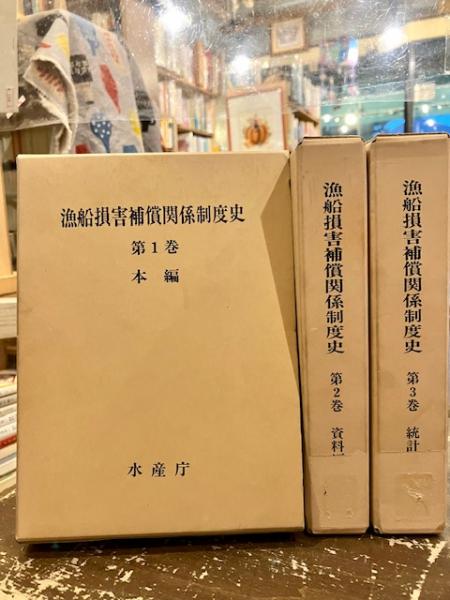 漁船損害補償関係制度史
第1巻
本編
水産庁
漁船損害補償関係制度史
第2巻 資料
漁船損害補償関係制度史
第3巻 統計